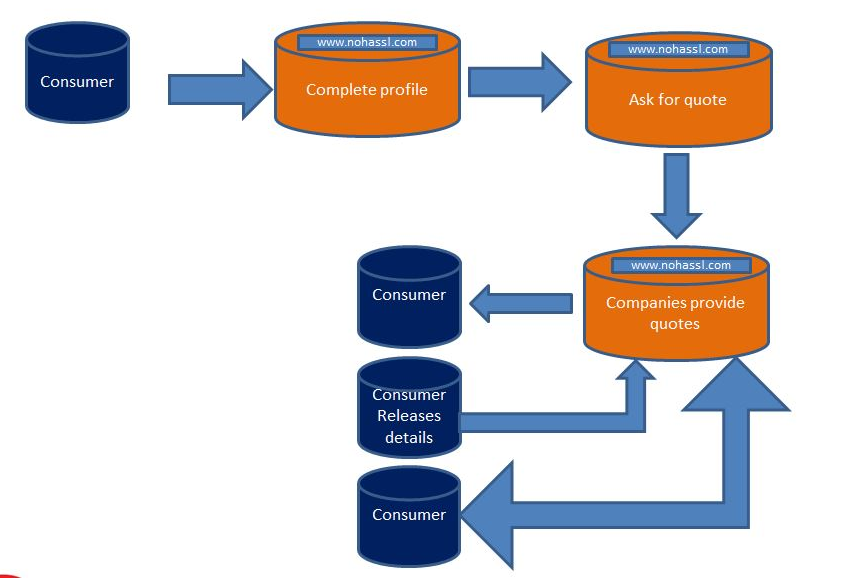 Consumer
www.nohassl.com
Complete profile
www.nohassl.com
Ask for quote
www.nohassl.com
Companies provide
quotes
Consumer
Consumer
Releases
details
Consumer